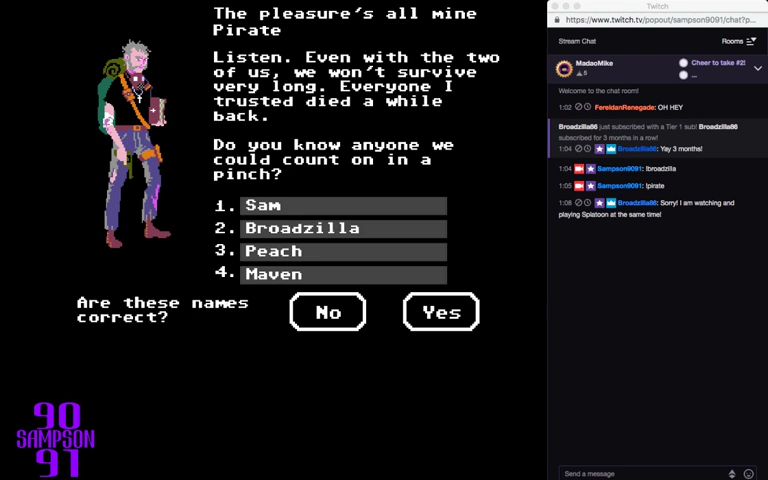 The pleasure's all mine
Pirate
Listen. Even with the two
of us, we won't survive
very long. Everyone I
trusted died a while
back.
Do you know anyone we
could count on in a
pinch?
1. Sam
2. Broadzilla
3. Peach
4. Maven
Are these names
correct?
No
Yes
90
SAMPSON
91
Twitch
https://www.twitch.tv/popout/sampson9091/chat?p...
Stream Chat
Rooms
MadaoMike
6
Cheer to take #2!
...
Welcome to the chat room!
1:02 FereldanRenegade: OH HEY
Broadzilla86 just subscribed with a Tier 1 sub! Broadzilla86
subscribed for 3 months in a row!
1:04 Broadzilla86: Yay 3 months!
1:04 Sampson9091: !broadzilla
1:05 Sampson9091: !pirate
1:08 Broadzilla86: Sorry! I am watching and
playing Splatoon at the same time!
Send a message